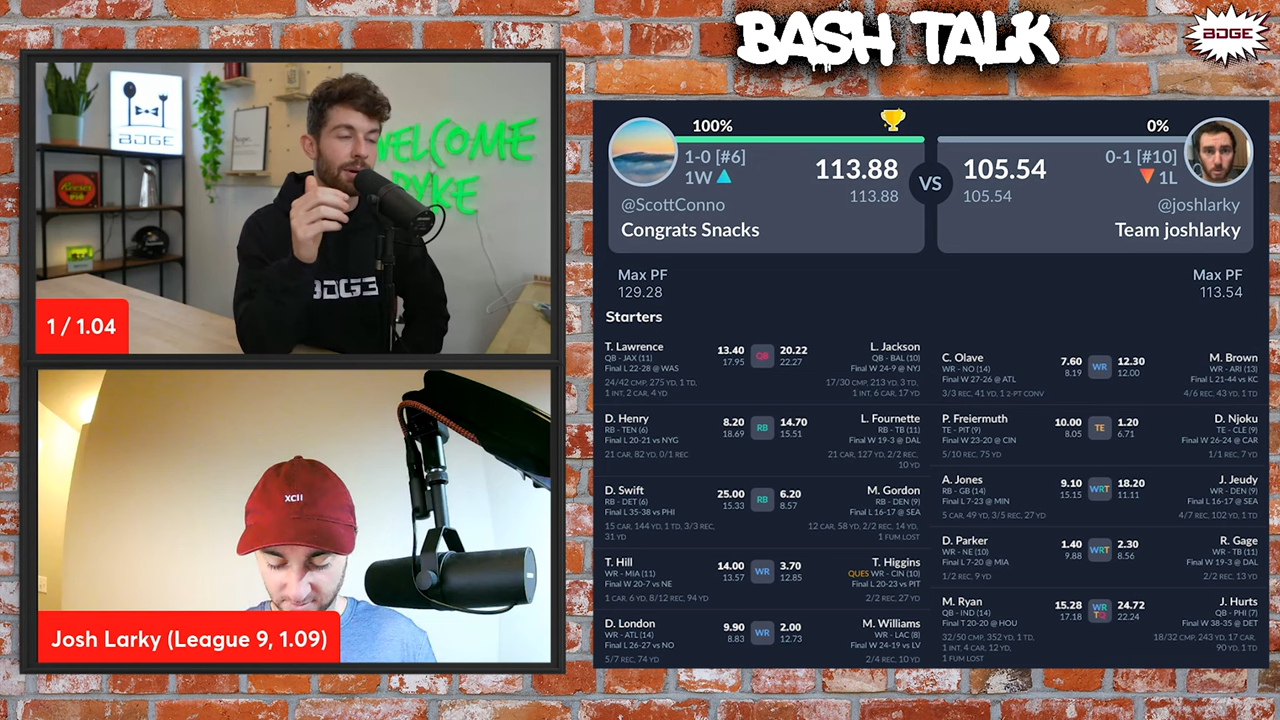 BASH TALK
BDGE
BDGE
WELCOME
RYKE
Reese's
BDGE
1 / 1.04
XCII
Josh Larky (League 9, 1.09)
100%
0%
1-0 [#6]
1W
113.88
113.88
VS
105.54
105.54
0-1 [#10]
1L
@ScottConno
Congrats Snacks
@joshlarky
Team joshlarky
Max PF
129.28
Max PF
113.54
Starters
T. Lawrence
QB - JAX (11)
Final L 22-28 @ WAS
24/42 CMP, 275 YD, 1 TD,
1 INT, 2 CAR, 4 YD
13.40
17.95
QB
20.22
22.27
L. Jackson
QB - BAL (10)
Final W 24-9 @ NYJ
17/30 CMP, 213 YD, 3 TD,
1 INT, 6 CAR, 17 YD
D. Henry
RB - TEN (6)
Final L 20-21 vs NYG
21 CAR, 82 YD, 0/1 REC
8.20
18.69
RB
14.70
15.51
L. Fournette
RB - TB (11)
Final W 19-3 @ DAL
21 CAR, 127 YD, 2/2 REC,
10 YD
D. Swift
RB - DET (6)
Final L 35-38 vs PHI
15 CAR, 144 YD, 1 TD, 3/3 REC,
31 YD
25.00
15.33
RB
6.20
8.57
M. Gordon
RB - DEN (9)
Final L 16-17 @ SEA
12 CAR, 58 YD, 2/2 REC, 14 YD,
1 FUM LOST
T. Hill
WR - MIA (11)
Final W 20-7 vs NE
1 CAR, 6 YD, 8/12 REC, 94 YD
14.00
13.57
WR
3.70
12.85
T. Higgins
QUES WR - CIN (10)
Final L 20-23 vs PIT
2/2 REC, 27 YD
D. London
WR - ATL (14)
Final L 26-27 vs NO
5/7 REC, 74 YD
9.90
8.83
WR
2.00
12.73
M. Williams
WR - LAC (8)
Final W 24-19 vs LV
2/4 REC, 10 YD
C. Olave
WR - NO (14)
Final W 27-26 @ ATL
3/3 REC, 41 YD, 1 2-PT CONV
7.60
8.19
WR
12.30
12.00
M. Brown
WR - ARI (13)
Final L 21-44 vs KC
4/6 REC, 43 YD, 1 TD
P. Freiermuth
TE - PIT (9)
Final W 23-20 @ CIN
5/10 REC, 75 YD
10.00
8.05
TE
1.20
6.71
D. Njoku
TE - CLE (9)
Final W 26-24 @ CAR
1/1 REC, 7 YD
A. Jones
RB - GB (14)
Final L 7-23 @ MIN
5 CAR, 49 YD, 3/5 REC, 27 YD
9.10
15.15
WRT
18.20
11.11
J. Jeudy
WR - DEN (9)
Final L 16-17 @ SEA
4/7 REC, 102 YD, 1 TD
D. Parker
WR - NE (10)
Final L 7-20 @ MIA
1/2 REC, 9 YD
1.40
9.88
WRT
2.30
8.56
R. Gage
WR - TB (11)
Final W 19-3 @ DAL
2/2 REC, 13 YD
M. Ryan
QB - IND (14)
Final T 20-20 @ HOU
32/50 CMP, 352 YD, 1 TD,
1 INT, 4 CAR, 12 YD,
1 FUM LOST
15.28
17.18
WR
TQ
24.72
22.24
J. Hurts
QB - PHI (7)
Final W 38-35 @ DET
18/32 CMP, 243 YD, 17 CAR,
90 YD, 1 TD